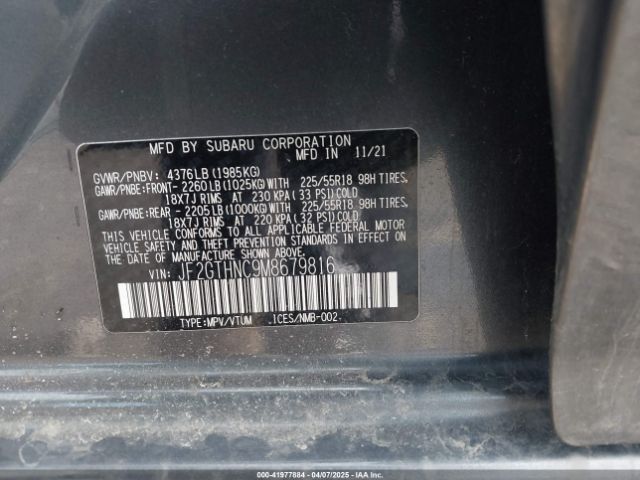 MFD BY SUBARU CORPORATION
MFD IN 11/21
GVWR/PNBV: 4376LB(1985KG)
GAWR/PNBE:FRONT-2260LB(1025KG)WITH 225/55R18 98H TIRES,
18X7J RIMS AT 230 KPA(33 PSI)COLD
GAWR/PNBE:REAR -2205LB(1000KG)WITH 225/55R18 98H TIRES,
18X7J RIMS AT 220 KPA(32 PSI)COLD
THIS VEHICLE CONFORMS TO ALL APPLICABLE FEDERAL MOTOR
VEHICLE SAFETY AND BUMPER STANDARDS IN EFFECT ON THE
DATE OF MANUFACTURE SHOWN ABOVE.
VIN: JF2GTHNC9M8679816
TYPE:MPV/VTUM .ICES/NMB-002.
000-41977884 - 04/07/2025 - IAAI.COM